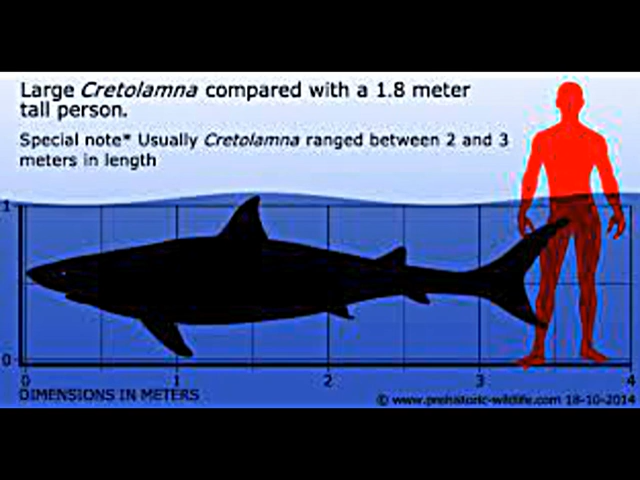 Large Cretolamna compared with a 1.8 meter
tall person.
Special note* Usually Cretolamna ranged between 2 and 3
meters in length
1
0
0 1 2 3 4
DIMENSIONS IN METERS
© www.prehistoric-wildlife.com 18-10-2014